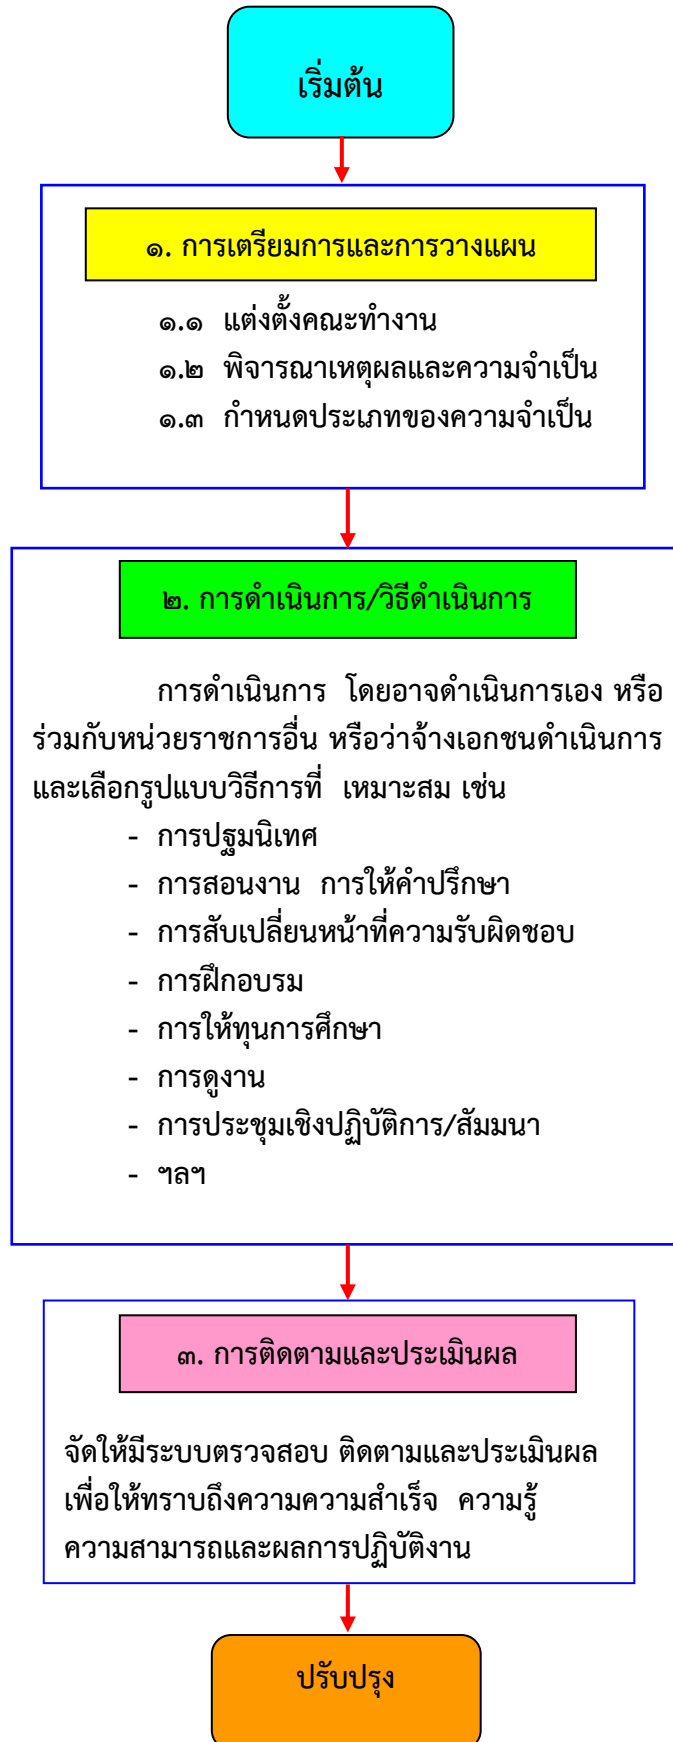 เริ่มต้น
๑. การเตรียมการและการวางแผน
๑.๑ แต่งตั้งคณะทำงาน
๑.๒ พิจารณาเหตุผลและความจำเป็น
๑.๓ กำหนดประเภทของความจำเป็น
๒. การดำเนินการ/วิธีดำเนินการ
การดำเนินการ โดยอาจดำเนินการเอง หรือ
ร่วมกับหน่วยราชการอื่น หรือว่าจ้างเอกชนดำเนินการ
และเลือกรูปแบบวิธีการที่ เหมาะสม เช่น
- การปฐมนิเทศ
- การสอนงาน การให้คำปรึกษา
- การสับเปลี่ยนหน้าที่ความรับผิดชอบ
- การฝึกอบรม
- การให้ทุนการศึกษา
- การดูงาน
- การประชุมเชิงปฏิบัติการ/สัมมนา
- ฯลฯ
๓. การติดตามและประเมินผล
จัดให้มีระบบตรวจสอบ ติดตามและประเมินผล
เพื่อให้ทราบถึงความความสำเร็จ ความรู้
ความสามารถและผลการปฏิบัติงาน
ปรับปรุง